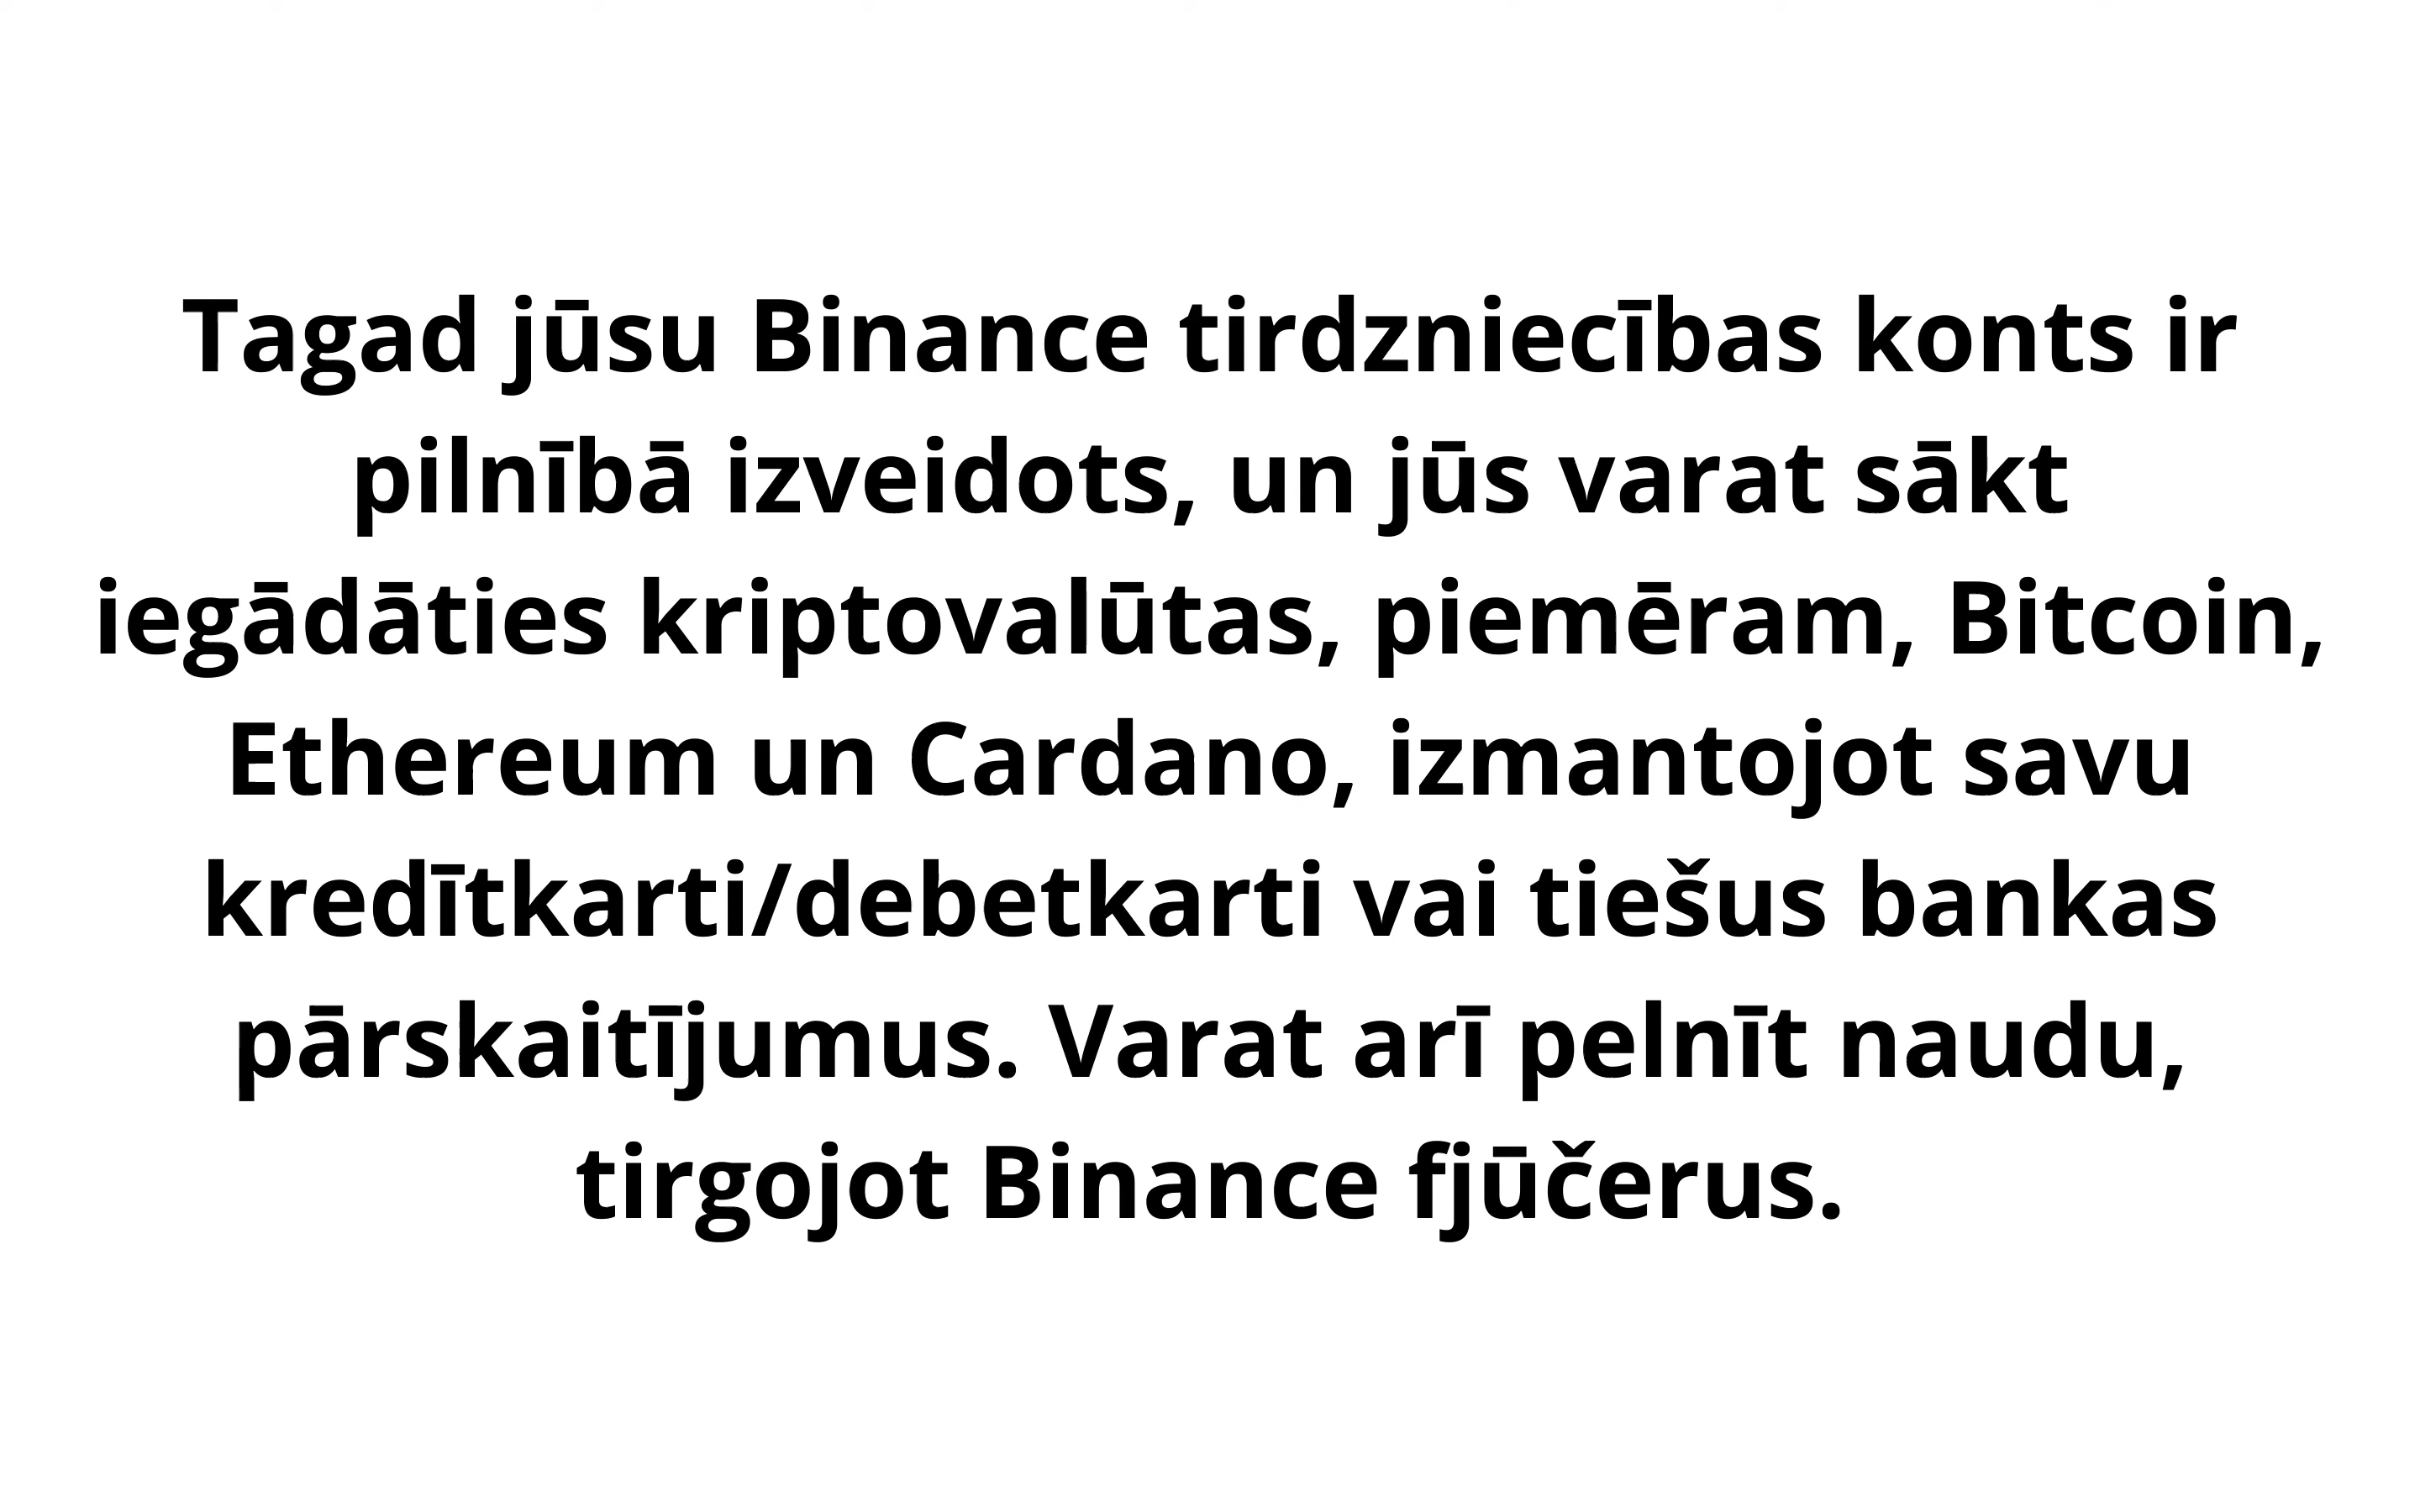 Tagad jūsu Binance tirdzniecības konts ir
pilnībā izveidots, un jūs varat sākt
iegādāties kriptovalūtas, piemēram, Bitcoin,
Ethereum un Cardano, izmantojot savu
kredītkarti/debetkarti vai tiešus bankas
pārskaitījumus. Varat arī pelnīt naudu,
tirgojot Binance fjūčerus.